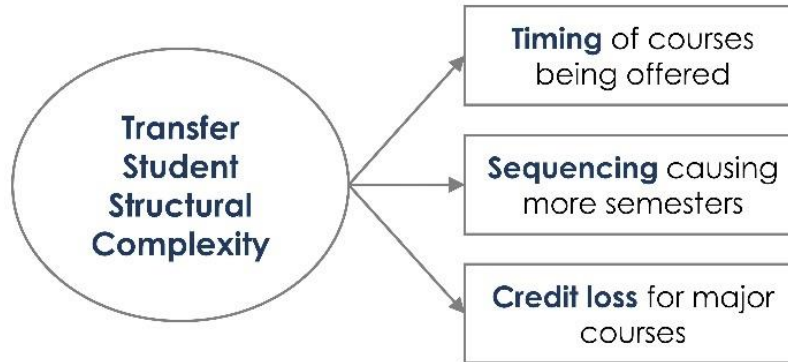 Transfer
Student
Structural
Complexity
Timing of courses
being offered
Sequencing causing
more semesters
Credit loss for major
courses